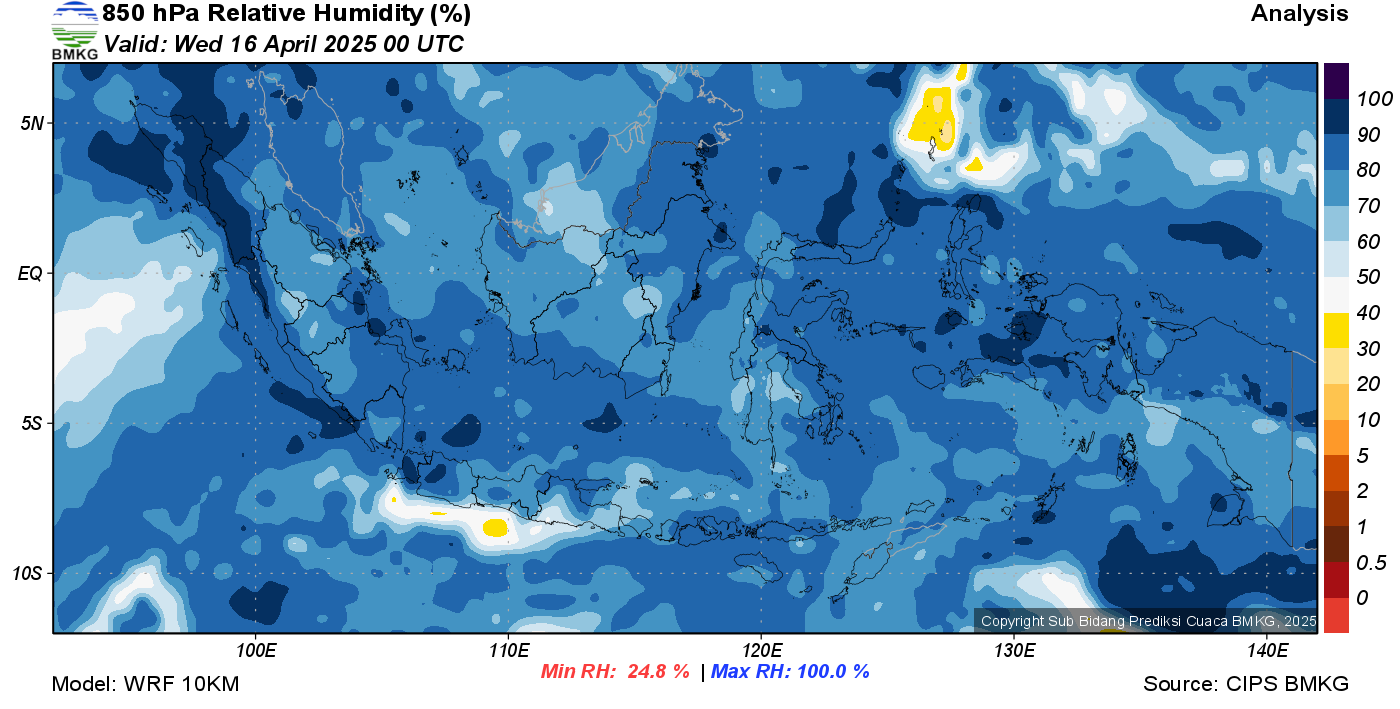 850 hPa Relative Humidity (%)
Analysis
BMKG
Valid: Wed 16 April 2025 00 UTC
5N
EQ
5S
10S
100
90
80
70
60
50
40
30
20
10
5
2
1
0.5
0
Copyright Sub Bidang Prediksi Cuaca BMKG, 2025
100E
110E
120E
130E
140E
Min RH: 24.8 % | Max RH: 100.0 %
Model: WRF 10KM
Source: CIPS BMKG